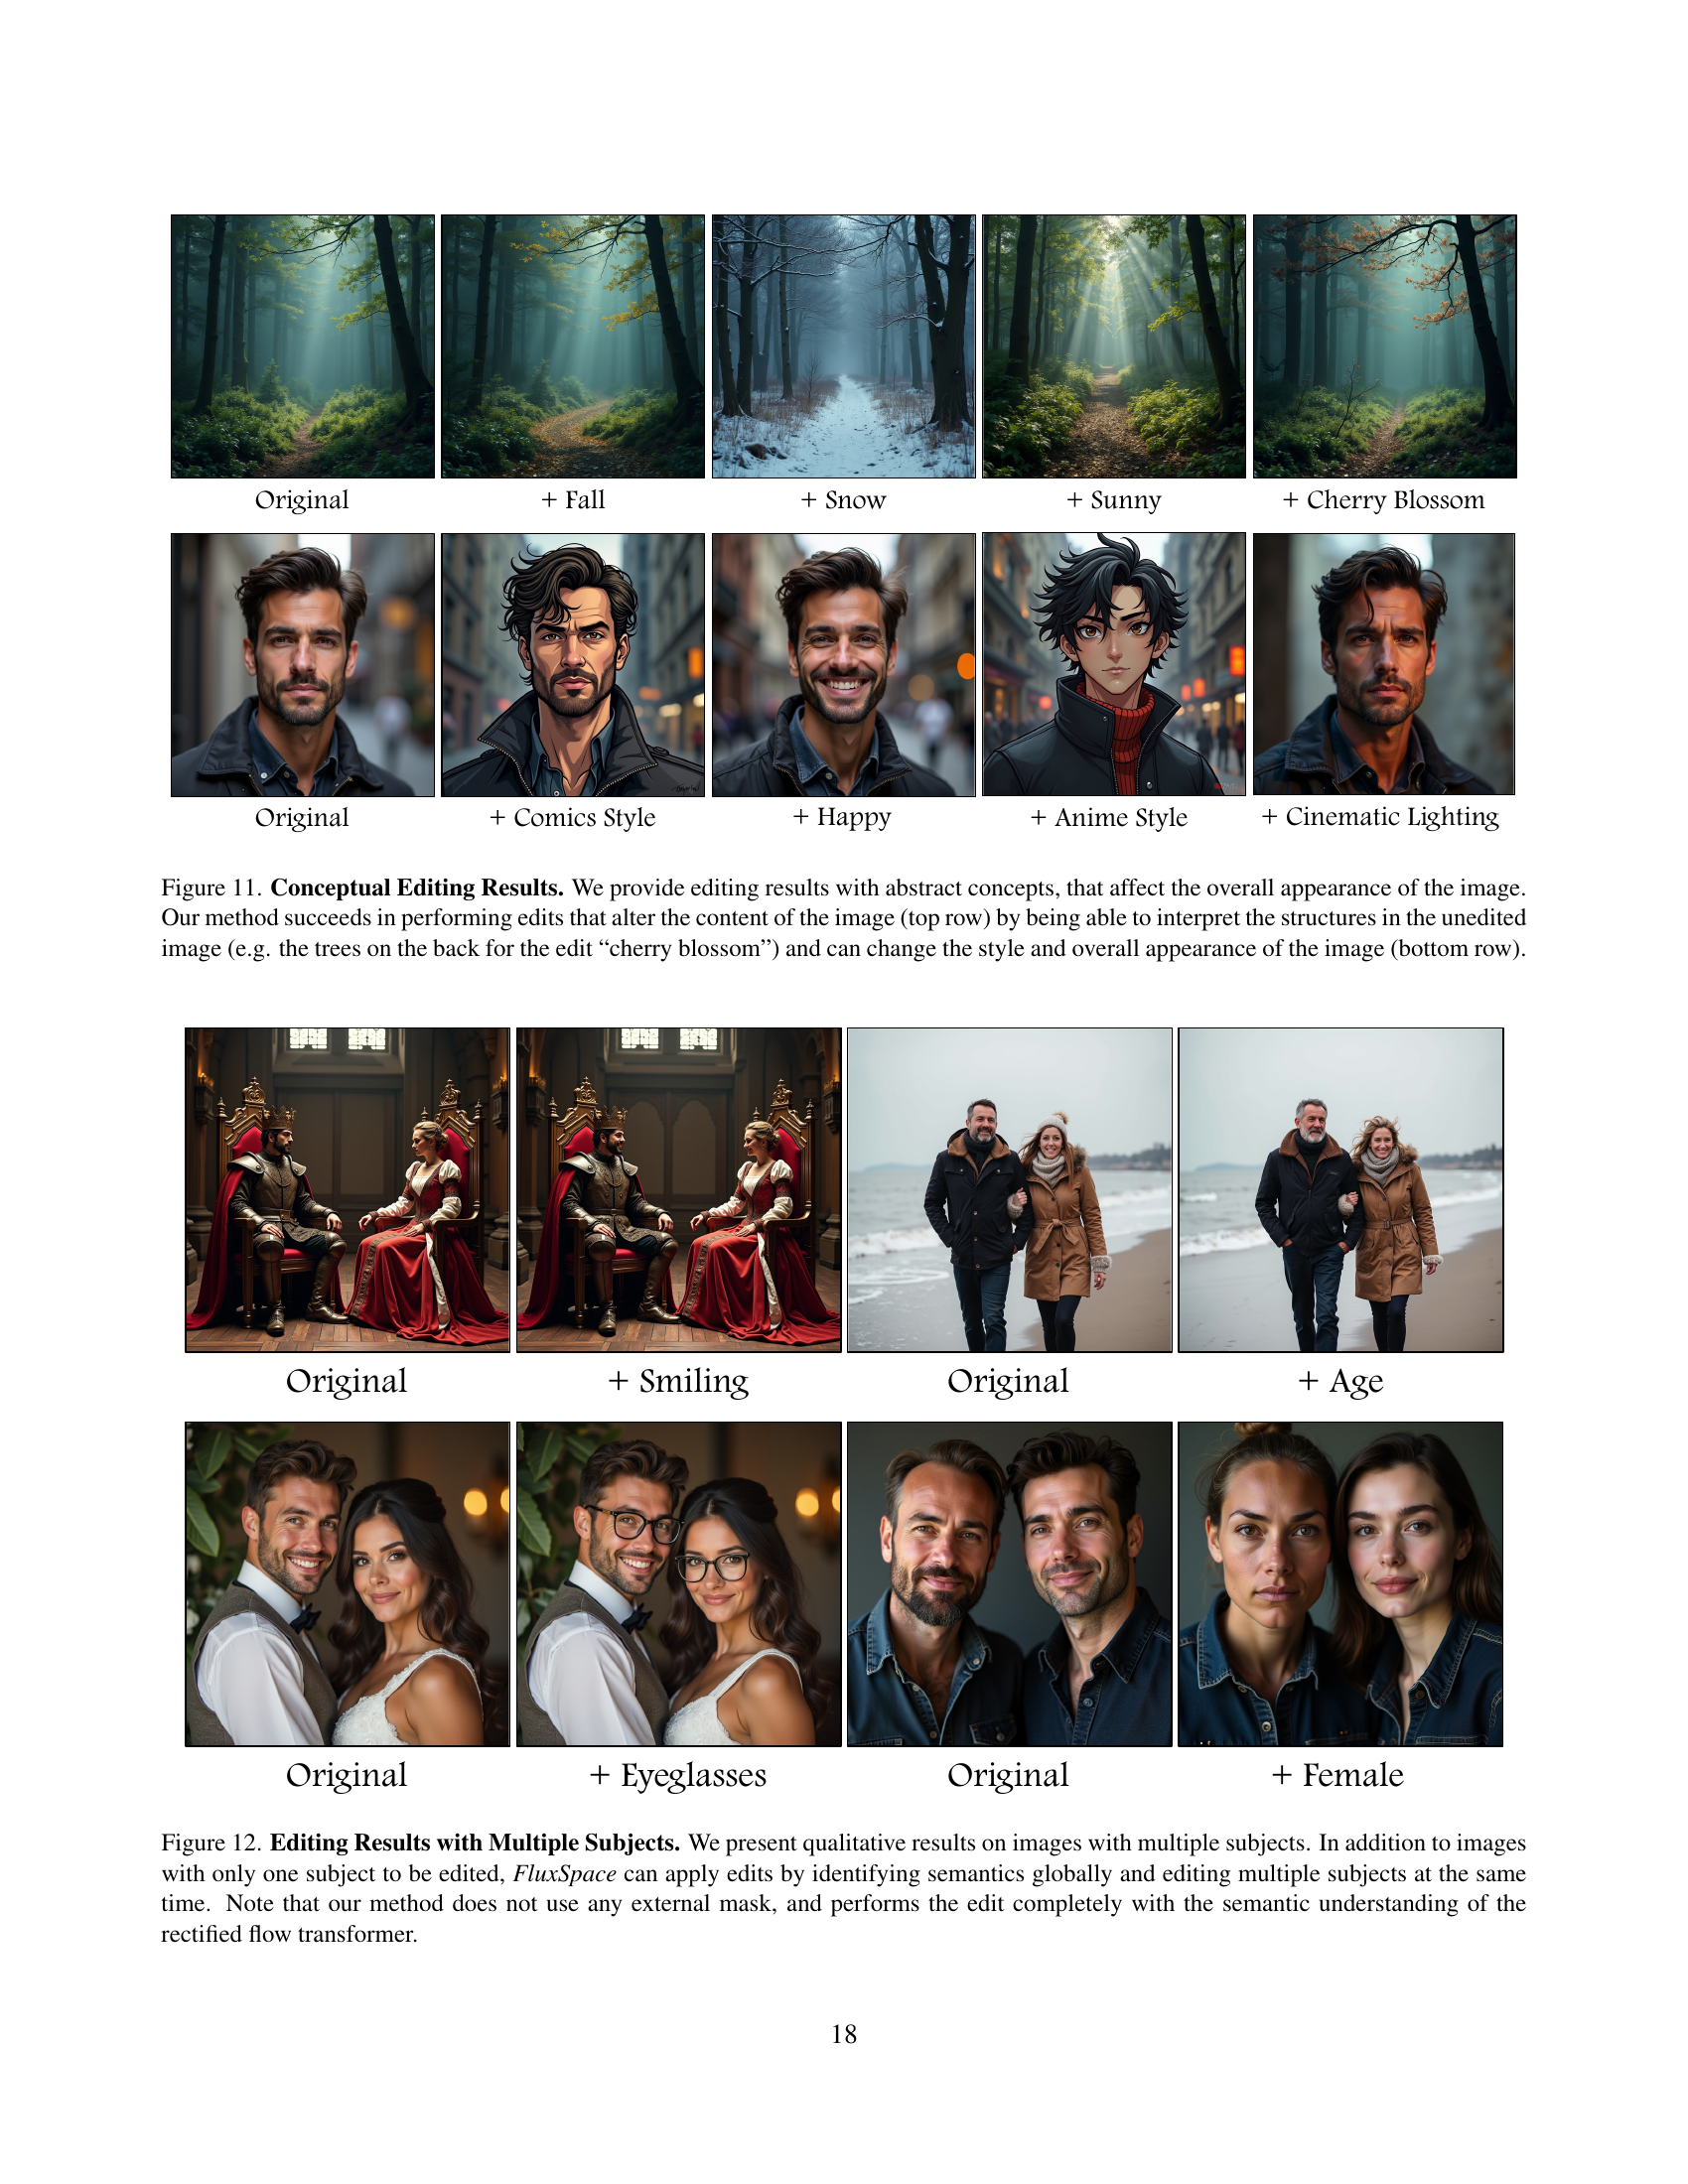 Original
+ Fall
+ Snow
+ Sunny
+ Cherry Blossom
Original
+ Comics Style
+ Happy
+ Anime Style
+ Cinematic Lighting
Figure 11. Conceptual Editing Results. We provide editing results with abstract concepts, that affect the overall appearance of the image.
Our method succeeds in performing edits that alter the content of the image (top row) by being able to interpret the structures in the unedited
image (e.g. the trees on the back for the edit “cherry blossom”) and can change the style and overall appearance of the image (bottom row).
Original
+ Smiling
Original
+ Age
Original
+ Eyeglasses
Original
+ Female
Figure 12. Editing Results with Multiple Subjects. We present qualitative results on images with multiple subjects. In addition to images
with only one subject to be edited, FluxSpace can apply edits by identifying semantics globally and editing multiple subjects at the same
time. Note that our method does not use any external mask, and performs the edit completely with the semantic understanding of the
rectified flow transformer.
18